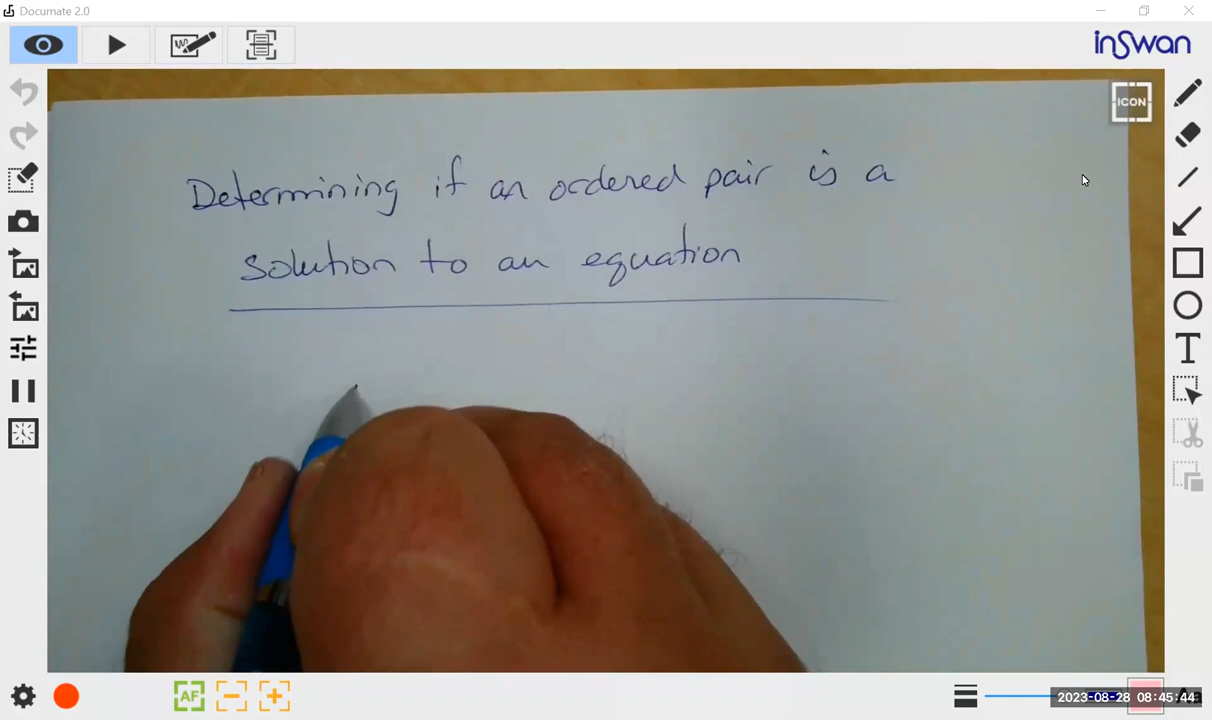 Documate 2.0
inSwan
ICON
Determining if an ordered pair is a
solution to an equation
T
AF
2023-08-28 08:45:44